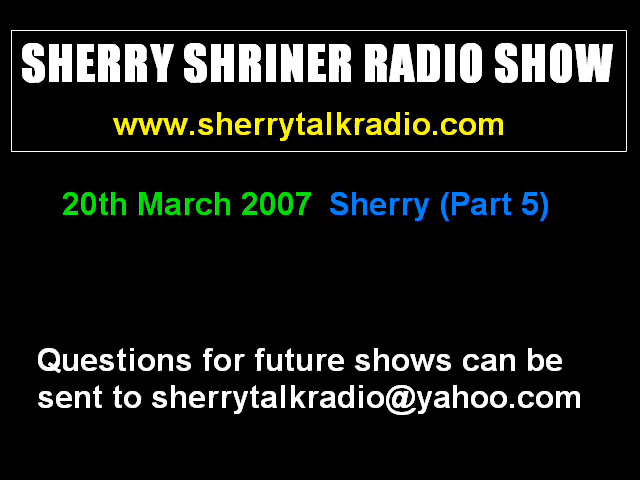 SHERRY SHRINER RADIO SHOW
www.sherrytalkradio.com
20th March 2007 Sherry (Part 5)
Questions for future shows can be
sent to sherrytalkradio@yahoo.com